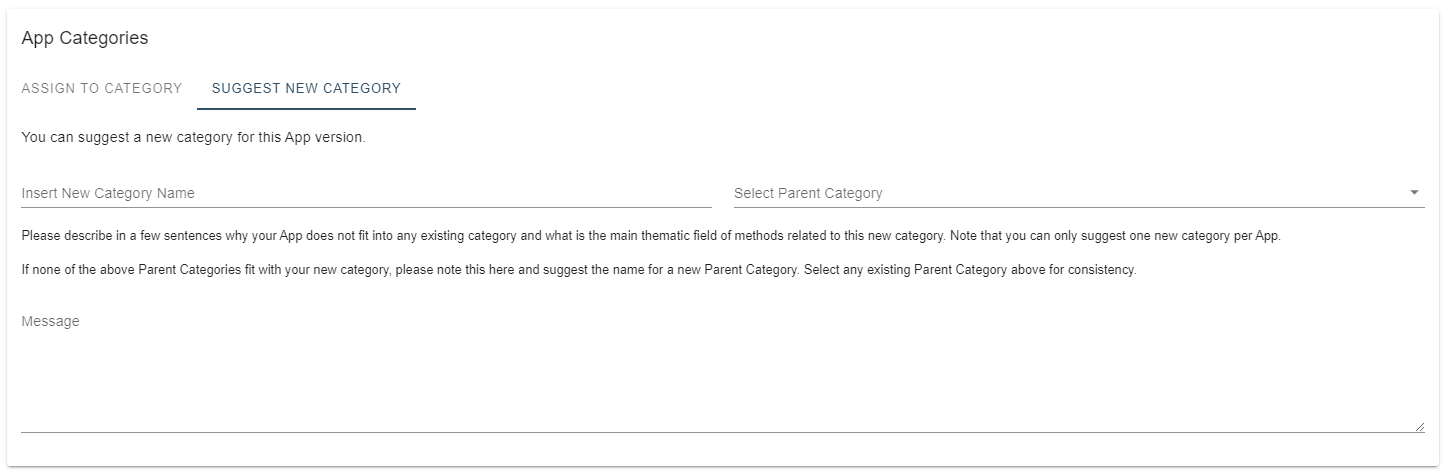 App Categories
ASSIGN TO CATEGORY
SUGGEST NEW CATEGORY
You can suggest a new category for this App version.
Insert New Category Name
Select Parent Category
Please describe in a few sentences why your App does not fit into any existing category and what is the main thematic field of methods related to this new category. Note that you can only suggest one new category per App.
If none of the above Parent Categories fit with your new category, please note this here and suggest the name for a new Parent Category. Select any existing Parent Category above for consistency.
Message